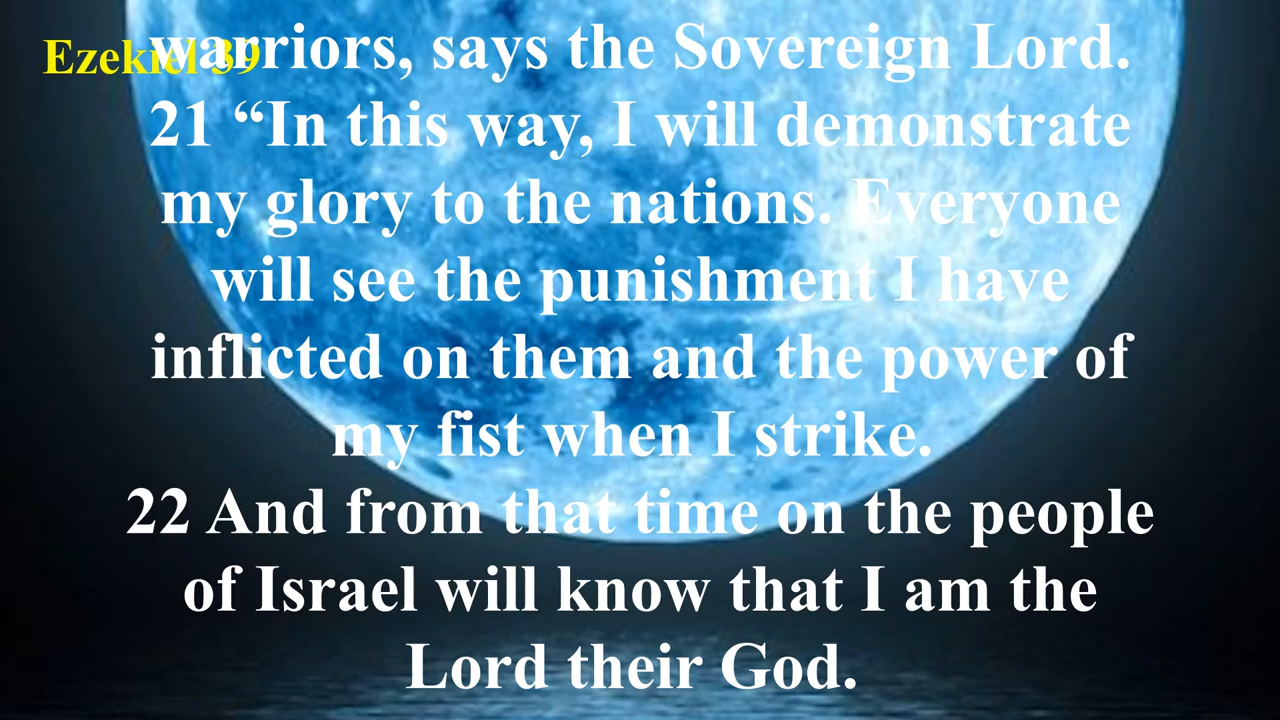 Ezekiel 39
warriors, says the Sovereign Lord.
21 “In this way, I will demonstrate
my glory to the nations. Everyone
will see the punishment I have
inflicted on them and the power of
my fist when I strike.
22 And from that time on the people
of Israel will know that I am the
Lord their God.